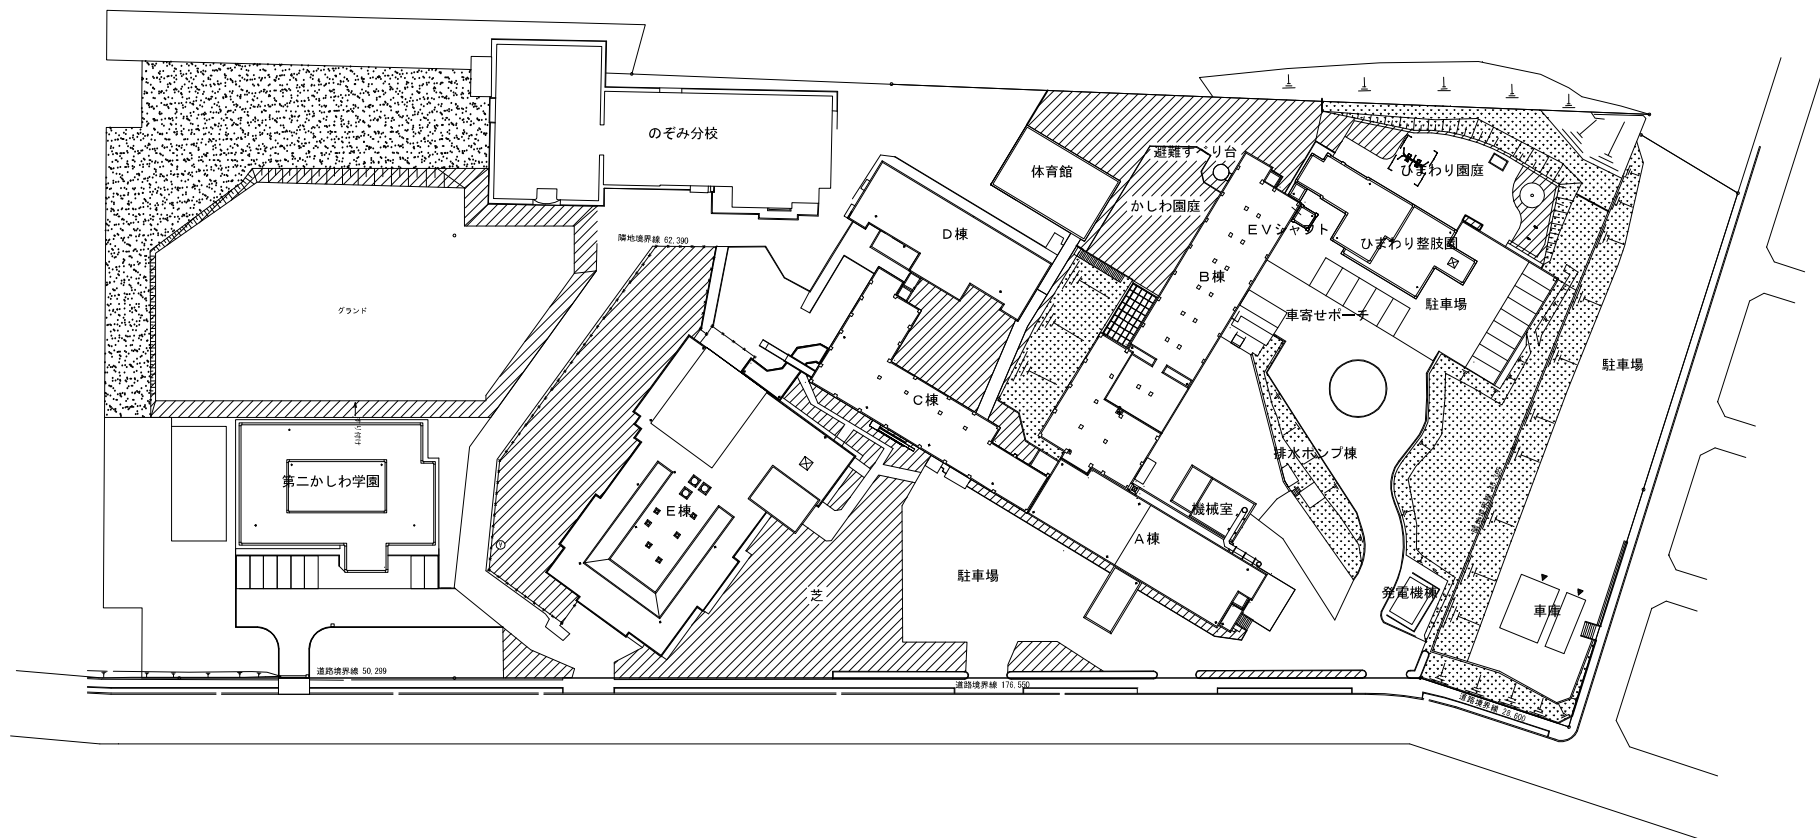 のぞみ分校
避難すべり台
体育館
ひまわり園庭
かしわ園庭
EVシャフト
D棟
隣地境界線 62.390
ひまわり整肢園
B棟
駐車場
グランド
車寄せポーチ
駐車場
C棟
排水ポンプ棟
第二かしわ学園
E棟
機械室
A棟
駐車場
芝
発電機棟
車庫
道路境界線 50.299
道路境界線 176.550
道路境界線 28.600